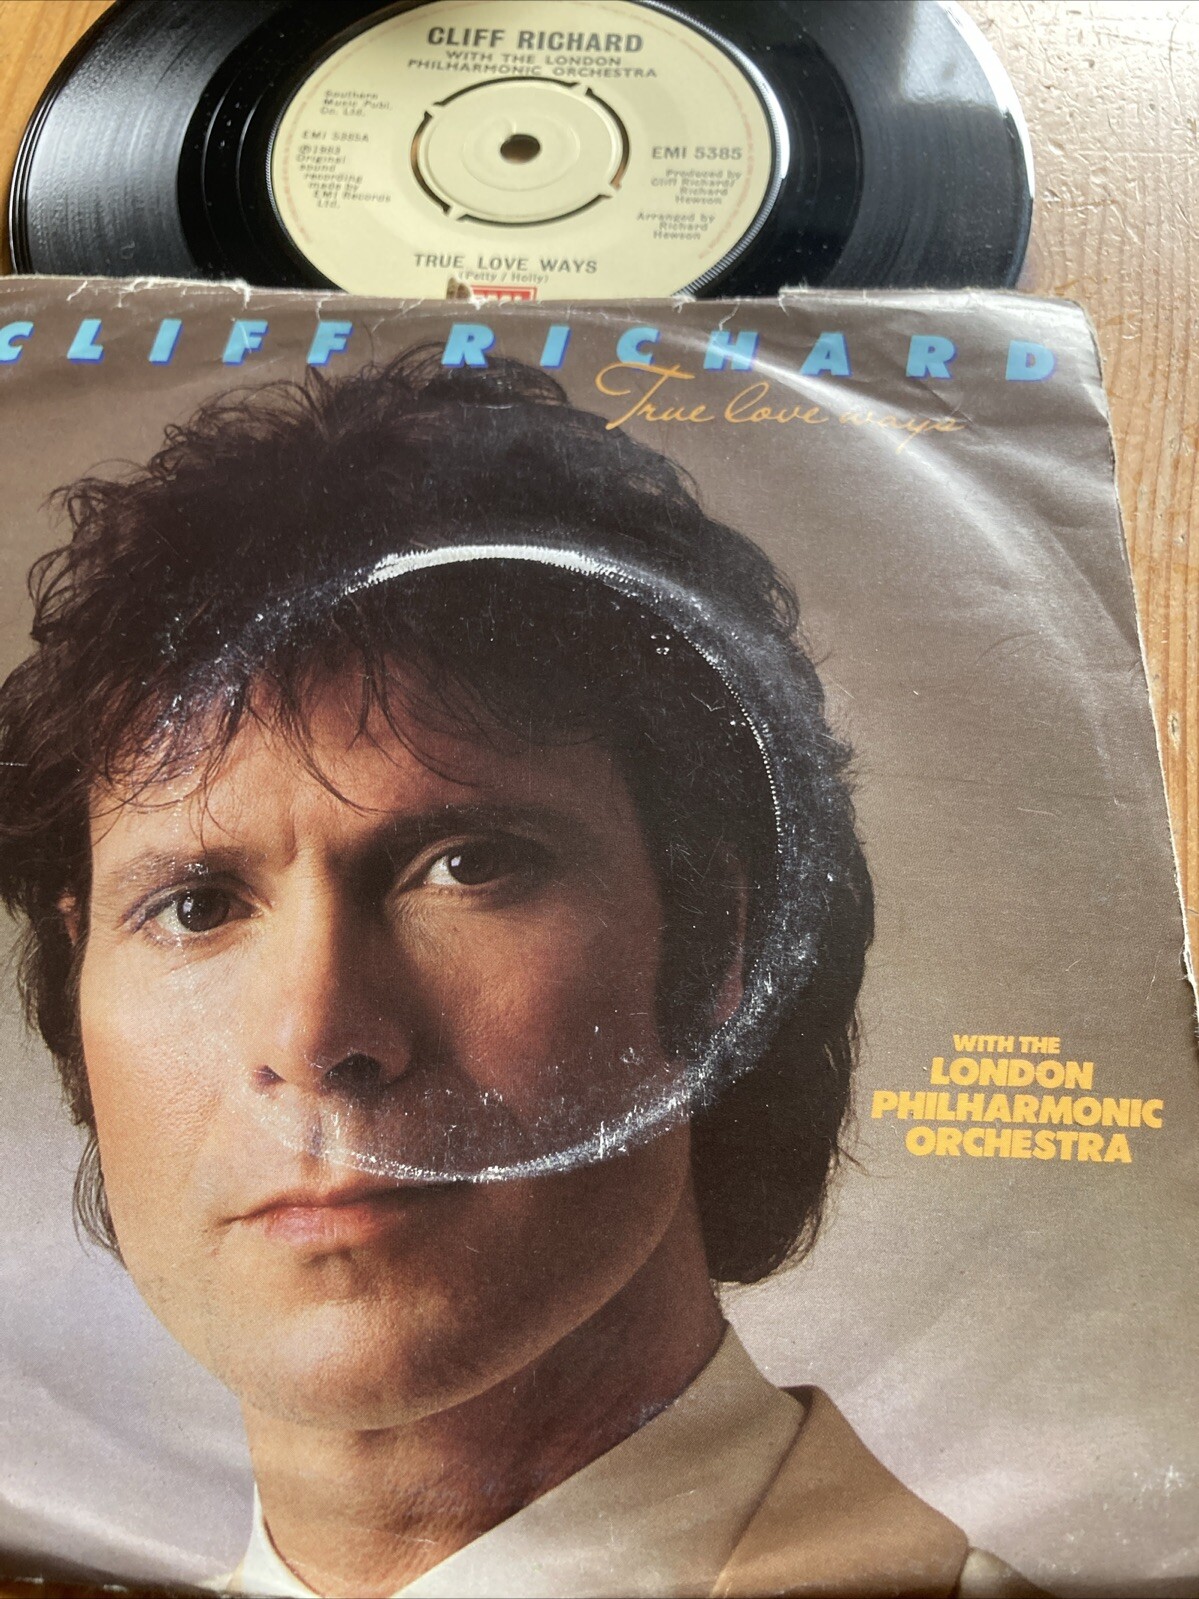 CLIFF RICHARD
WITH THE LONDON
PHILHARMONIC ORCHESTRA
Southern
Music Publ.
Co. Ltd.
EMI 5385A
℗1983
Original
sound
recording
made by
EMI Records
Ltd.
EMI 5385
Produced by
Cliff Richard/
Richard
Hewson
Arranged by
Richard
Hewson
TRUE LOVE WAYS
(Petty / Holly)
CLIFF RICHARD
True love ways
WITH THE
LONDON
PHILHARMONIC
ORCHESTRA